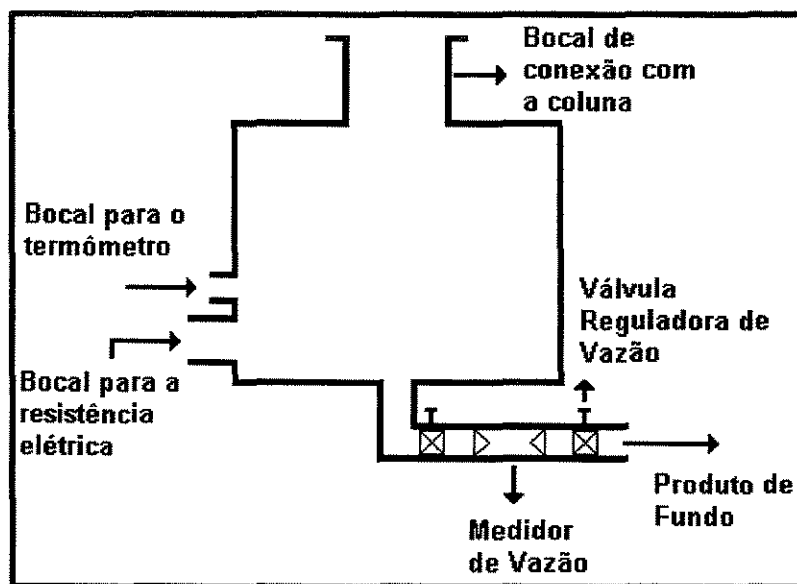 Bocal de
conexão com
a coluna
Bocal para o
termômetro
Válvula
Reguladora de
Vazão
Bocal para a
resistência
elétrica
Produto de
Fundo
Medidor
de Vazão